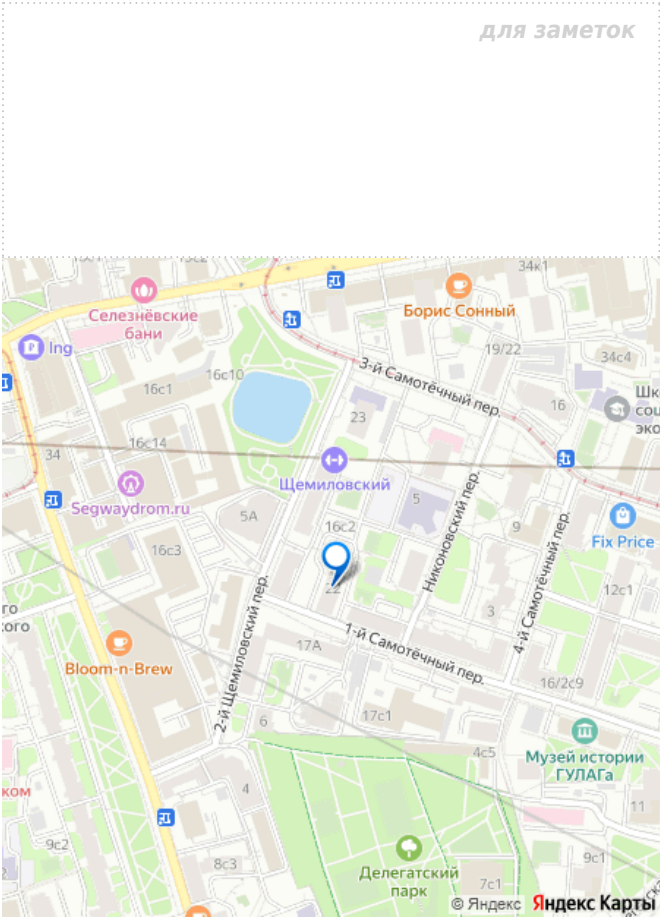 для заметок
34к1
Селезнёвские
бани
Борис Сонный
Ing
19/22
34с4
3-й Самотёчный пер.
16с10
16с1
16
23
16с14
34
Щемиловский
Segwaydrom.ru
5А
5
16с2
9
Никоновский пер.
4-й Самотёчный пер.
Fix Price
16с3
22
12с1
3
2-й Щемиловский пер.
1-й Самотёчный пер.
17А
Bloom-n-Brew
16/2с9
17с1
6
4с5
Музей истории
ГУЛАГа
4
11
9с2
8с3
Делегатский
парк
7с1
9с1
© Яндекс Яндекс Карты